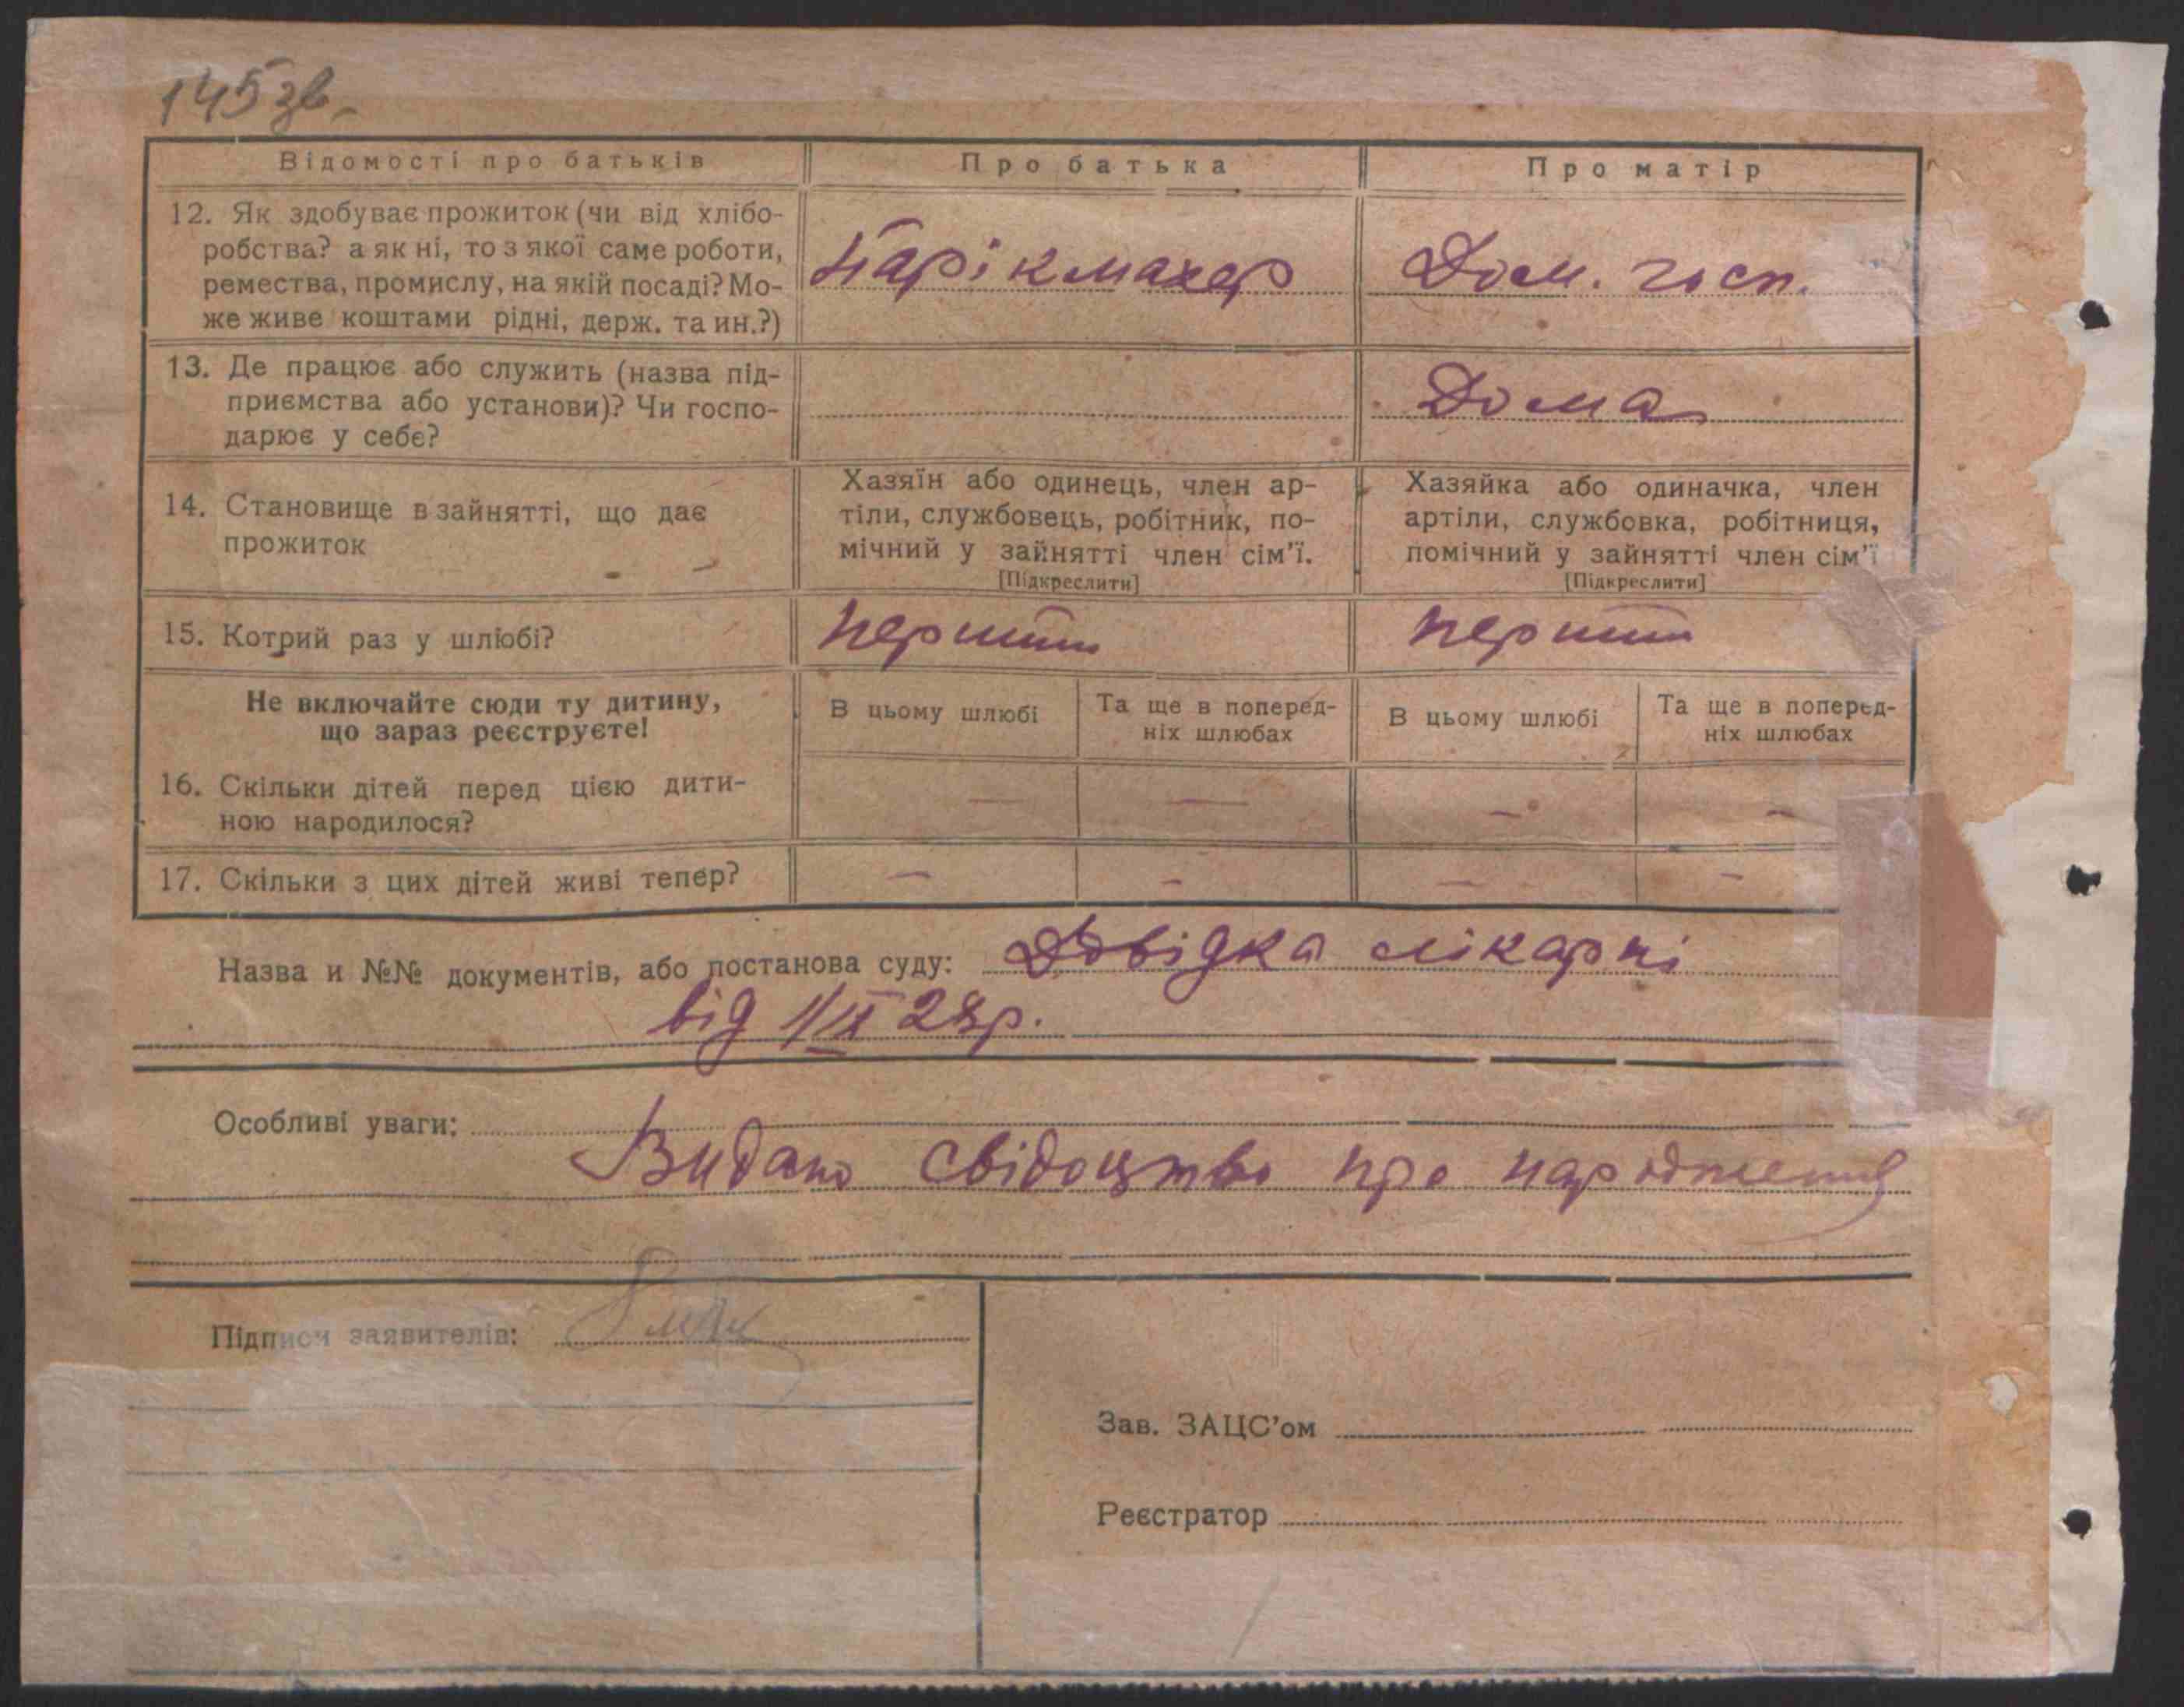 145 зв.
Відомості про батьків Про батька Про матір
12. Як здобуває прожиток (чи від хлібо-
робства? а як ні, то з якої саме роботи,
ремества, промислу, на якій посаді? Мо-
же живе коштами рідні, держ. та ин.?)
Парікмахер Дом. госп.
13. Де працює або служить (назва під-
приємства або установи)? Чи госпо-
дарює у себе?
Дома
14. Становище в зайнятті, що дає
прожиток
Хазяїн або одинець, член ар-
тіли, службовець, робітник, по-
мічний у зайнятті член сім'ї.
[Підкреслити]
Хазяйка або одиначка, член
артіли, службовка, робітниця,
помічний у зайнятті член сім'ї
[Підкреслити]
15. Котрий раз у шлюбі? перший перший
Не включайте сюди ту дитину,
що зараз реєструєте!
В цьому шлюбі
Та ще в поперед-
ніх шлюбах
В цьому шлюбі
Та ще в поперед-
ніх шлюбах
16. Скільки дітей перед цією дити-
ною народилося?
— — — —
17. Скільки з цих дітей живі тепер? — — — —
Назва и №№ документів, або постанова суду: Довідка лікарні
від 28р.
Особливі уваги:
Видано свідоцтво про народження
Підписи заявителів:
Зав. ЗАЦС'ом
Реєстратор